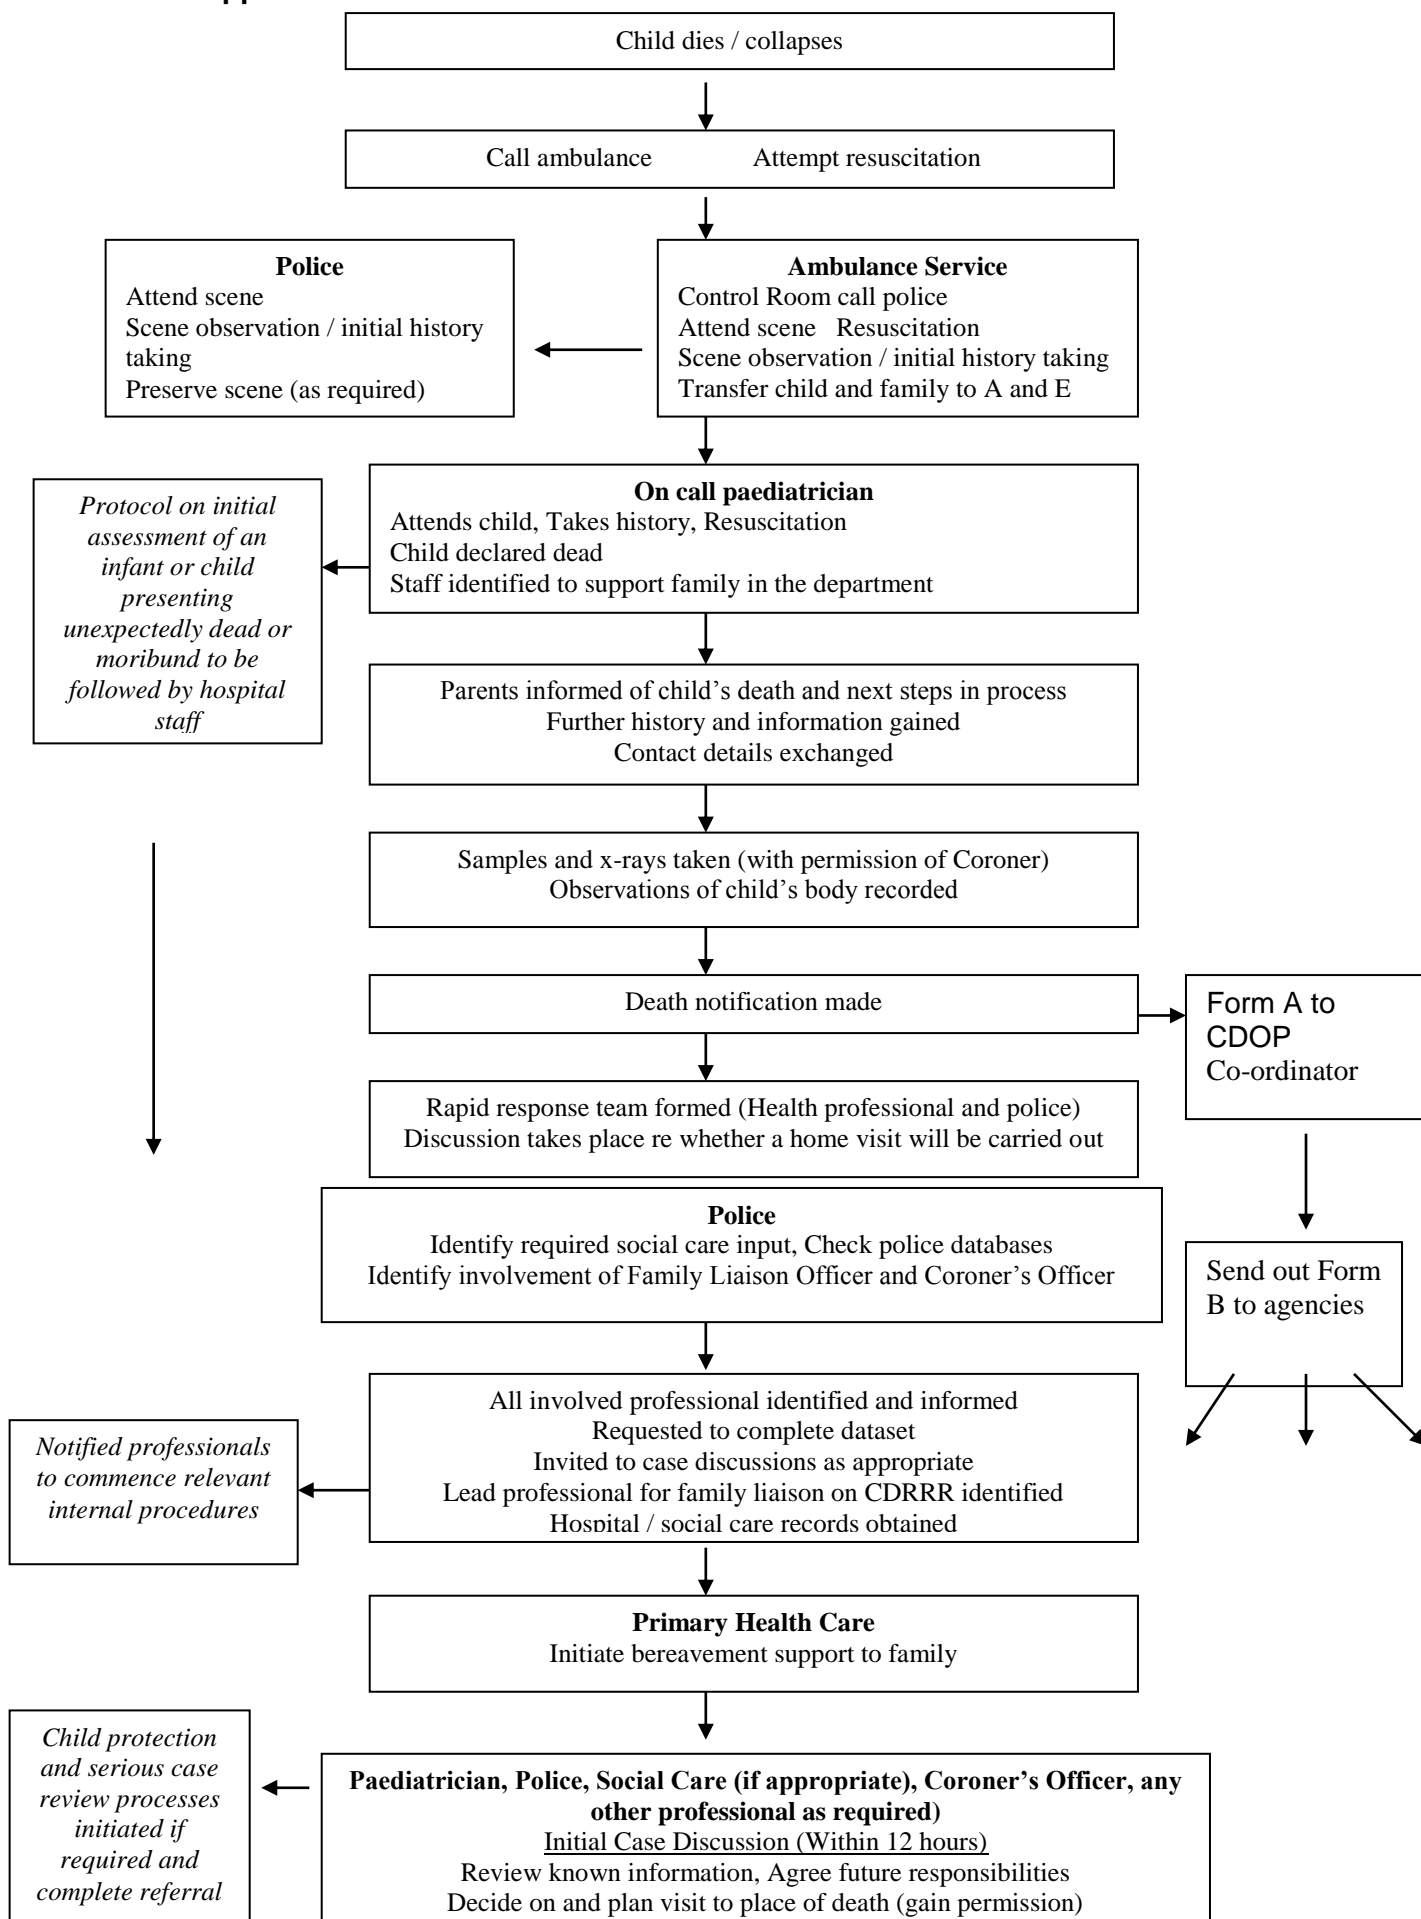 Child dies / collapses
Call ambulance Attempt resuscitation
Police
Attend scene
Scene observation / initial history
taking
Preserve scene (as required)
Ambulance Service
Control Room call police
Attend scene Resuscitation
Scene observation / initial history taking
Transfer child and family to A and E
On call paediatrician
Attends child, Takes history, Resuscitation
Child declared dead
Staff identified to support family in the department
Protocol on initial
assessment of an
infant or child
presenting
unexpectedly dead or
moribund to be
followed by hospital
staff
Parents informed of child’s death and next steps in process
Further history and information gained
Contact details exchanged
Samples and x-rays taken (with permission of Coroner)
Observations of child’s body recorded
Death notification made
Form A to
CDOP
Co-ordinator
Rapid response team formed (Health professional and police)
Discussion takes place re whether a home visit will be carried out
Police
Identify required social care input, Check police databases
Identify involvement of Family Liaison Officer and Coroner’s Officer
Send out Form
B to agencies
All involved professional identified and informed
Requested to complete dataset
Invited to case discussions as appropriate
Lead professional for family liaison on CDRRR identified
Hospital / social care records obtained
Notified professionals
to commence relevant
internal procedures
Primary Health Care
Initiate bereavement support to family
Child protection
and serious case
review processes
initiated if
required and
complete referral
Paediatrician, Police, Social Care (if appropriate), Coroner’s Officer, any
other professional as required)
Initial Case Discussion (Within 12 hours)
Review known information, Agree future responsibilities
Decide on and plan visit to place of death (gain permission)